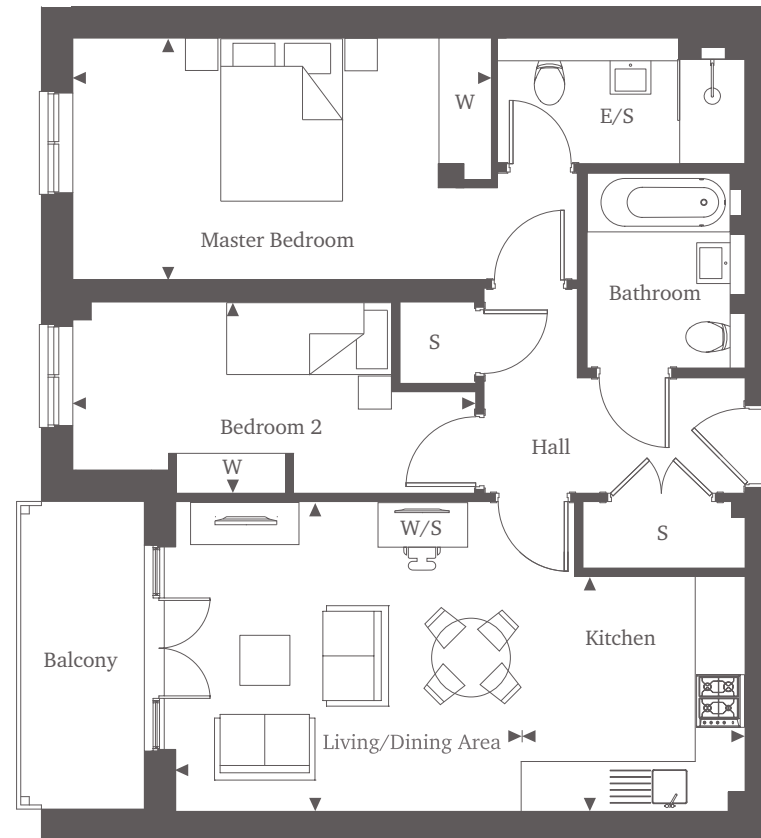 W
E/S
Master Bedroom
Bathroom
S
Bedroom 2
Hall
W
W/S
S
Kitchen
Balcony
Living/Dining Area